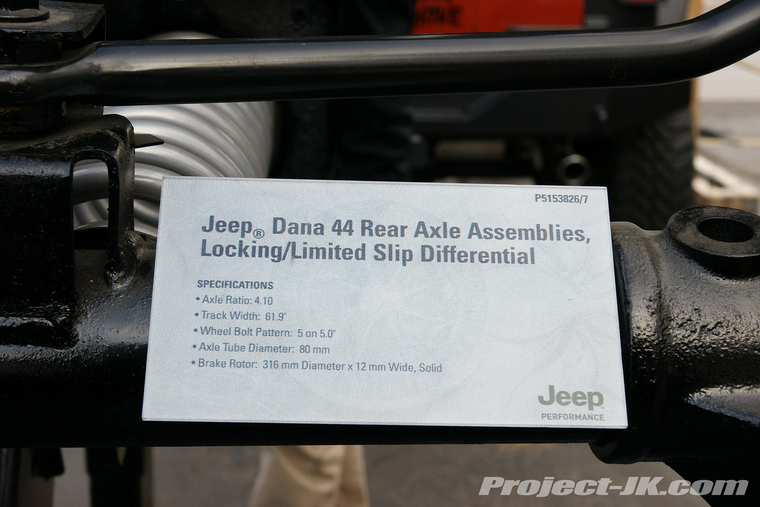 P5153826/7
Jeep® Dana 44 Rear Axle Assemblies,
Locking/Limited Slip Differential
SPECIFICATIONS
• Axle Ratio: 4.10
• Track Width: 61.9"
• Wheel Bolt Pattern: 5 on 5.0"
• Axle Tube Diameter: 80 mm
• Brake Rotor: 316 mm Diameter x 12 mm Wide, Solid
Jeep®
PERFORMANCE
Project-JK.com